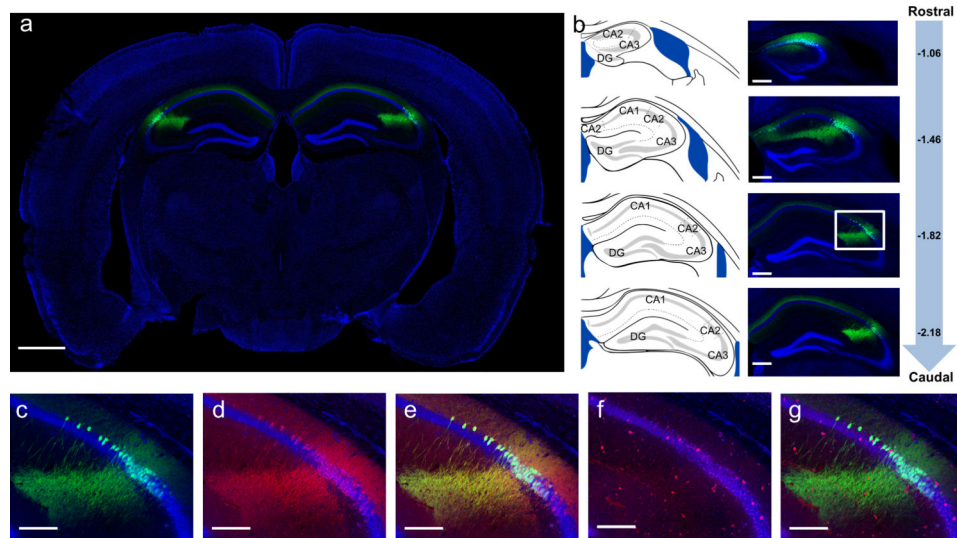 a
b
Rostral
CA2
CA3
DG
-1.06
CA1
CA2
CA2
CA3
DG
-1.46
CA1
CA2
CA3
DG
-1.82
CA1
CA2
DG
CA3
-2.18
Caudal
c
d
e
f
g